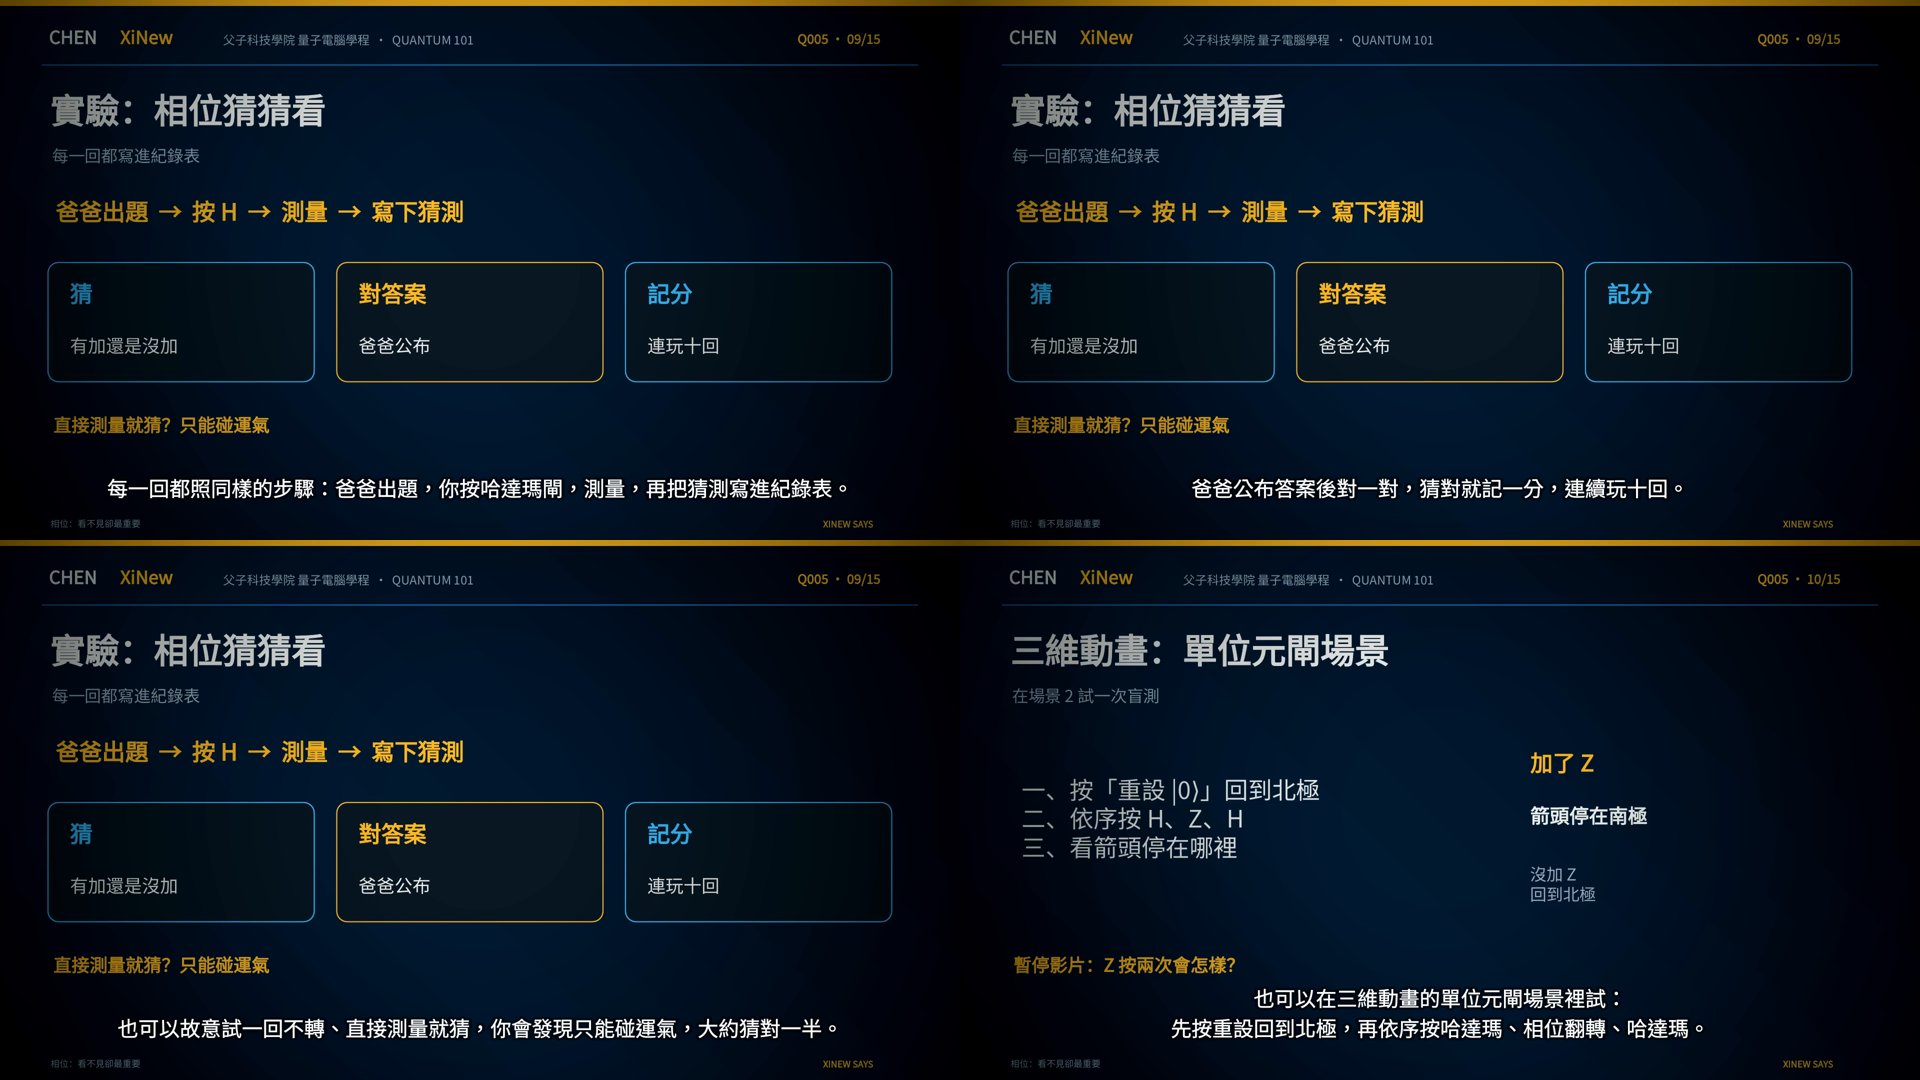 CHEN XiNew 父子科技學院 量子電腦學程 · QUANTUM 101 Q005 · 09/15
實驗：相位猜猜看
每一回都寫進紀錄表
爸爸出題 → 按 H → 測量 → 寫下猜測
猜
有加還是沒加
對答案
爸爸公布
記分
連玩十回
直接測量就猜？只能碰運氣
每一回都照同樣的步驟：爸爸出題，你按哈達瑪閘，測量，再把猜測寫進紀錄表。
相位：看不見卻最重要 XINEW SAYS
CHEN XiNew 父子科技學院 量子電腦學程 · QUANTUM 101 Q005 · 09/15
實驗：相位猜猜看
每一回都寫進紀錄表
爸爸出題 → 按 H → 測量 → 寫下猜測
猜
有加還是沒加
對答案
爸爸公布
記分
連玩十回
直接測量就猜？只能碰運氣
爸爸公布答案後對一對，猜對就記一分，連續玩十回。
相位：看不見卻最重要 XINEW SAYS
CHEN XiNew 父子科技學院 量子電腦學程 · QUANTUM 101 Q005 · 09/15
實驗：相位猜猜看
每一回都寫進紀錄表
爸爸出題 → 按 H → 測量 → 寫下猜測
猜
有加還是沒加
對答案
爸爸公布
記分
連玩十回
直接測量就猜？只能碰運氣
也可以故意試一回不轉、直接測量就猜，你會發現只能碰運氣，大約猜對一半。
相位：看不見卻最重要 XINEW SAYS
CHEN XiNew 父子科技學院 量子電腦學程 · QUANTUM 101 Q005 · 10/15
三維動畫：單位元閘場景
在場景 2 試一次盲測
一、按「重設 |0⟩」回到北極
二、依序按 H、Z、H
三、看箭頭停在哪裡
加了 Z
箭頭停在南極
沒加 Z
回到北極
暫停影片：Z 按兩次會怎樣？
也可以在三維動畫的單位元閘場景裡試：
先按重設回到北極，再依序按哈達瑪、相位翻轉、哈達瑪。
相位：看不見卻最重要 XINEW SAYS